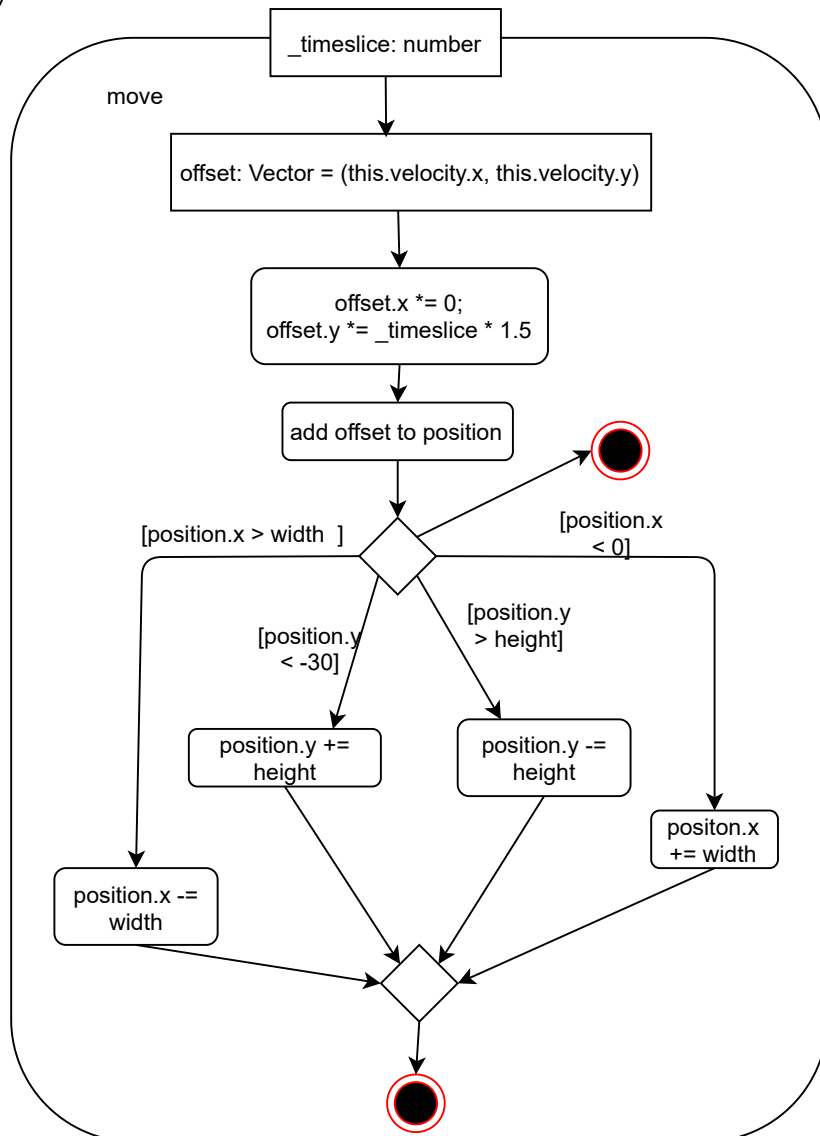 _timeslice: number
move
offset: Vector = (this.velocity.x, this.velocity.y)
offset.x *= 0;
offset.y *= _timeslice * 1.5
add offset to position
[position.x > width  ]
[position.x
< 0]
[position.y
< -30]
[position.y
> height]
position.y +=
height
position.y -=
height
positon.x
+= width
position.x -=
width